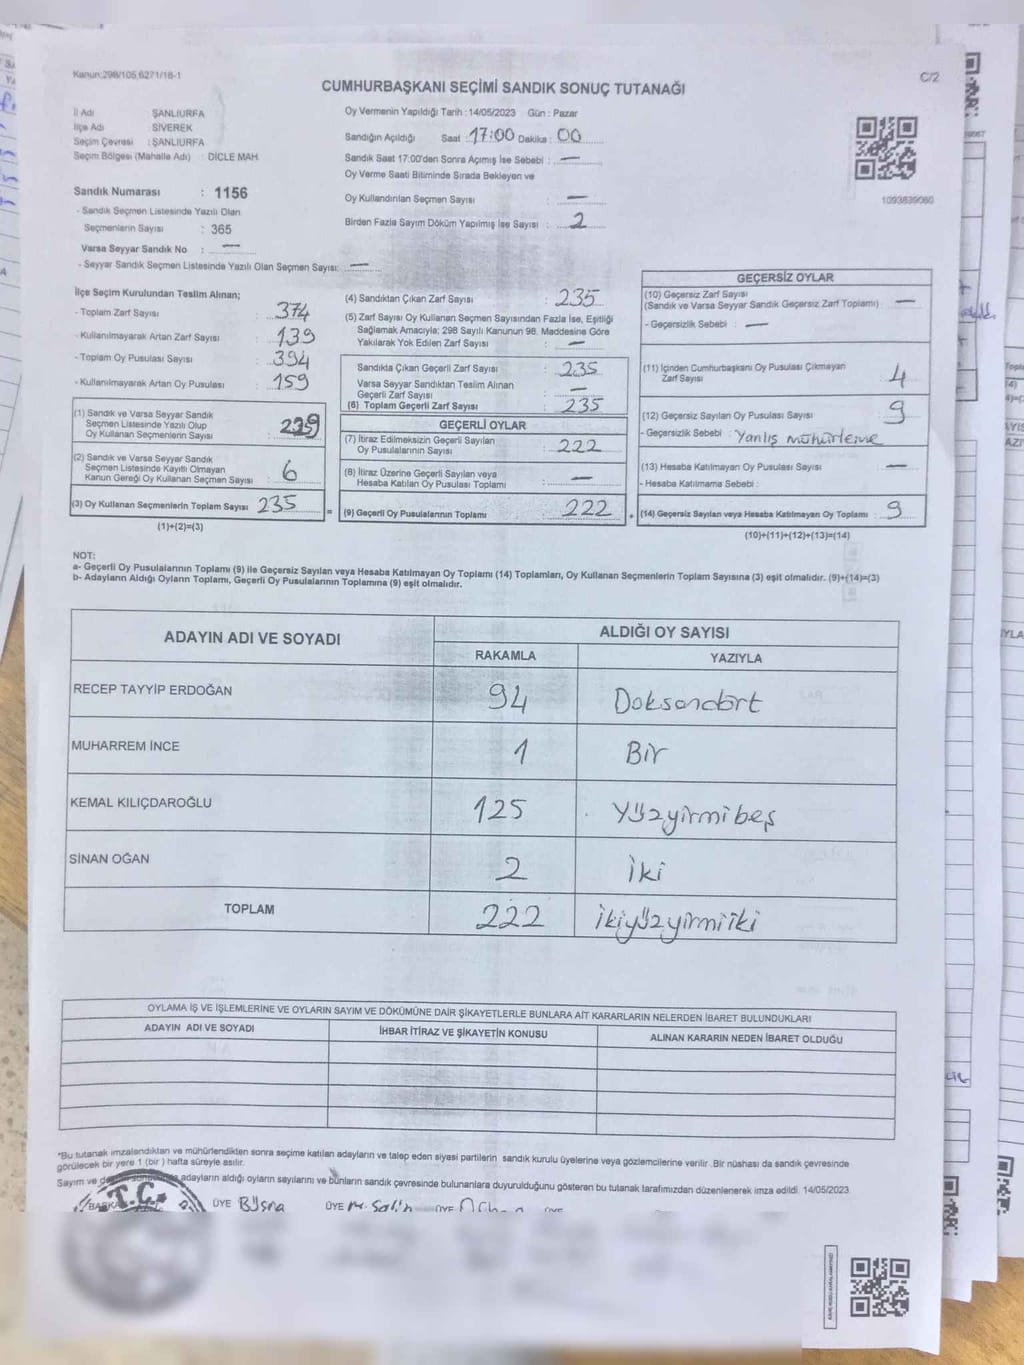 Kanun:298/105,6271/18-1
C/2
CUMHURBAŞKANI SEÇİMİ SANDIK SONUÇ TUTANAĞI
İl Adı ŞANLIURFA
İlçe Adı SİVEREK
Seçim Çevresi : ŞANLIURFA
Seçim Bölgesi (Mahalle Adı) : DİCLE MAH
Sandık Numarası : 1156
- Sandık Seçmen Listesinde Yazılı Olan
Seçmenlerin Sayısı : 365
Varsa Seyyar Sandık No : —
- Seyyar Sandık Seçmen Listesinde Yazılı Olan Seçmen Sayısı: —
Oy Vermenin Yapıldığı Tarih : 14/05/2023 Gün : Pazar
Sandığın Açıldığı Saat : 17:00 Dakika : 00
Sandık Saat 17:00'den Sonra Açımış İse Sebebi : —
Oy Verme Saati Bitiminde Sırada Bekleyen ve
Oy Kullandırılan Seçmen Sayısı : —
Birden Fazla Sayım Döküm Yapılmış İse Sayısı : 2
1093839060
İlçe Seçim Kurulundan Teslim Alınan;
- Toplam Zarf Sayısı : 374
- Kullanılmayarak Artan Zarf Sayısı : 139
- Toplam Oy Pusulası Sayısı : 394
- Kullanılmayarak Artan Oy Pusulası : 159
(1) Sandık ve Varsa Seyyar Sandık
Seçmen Listesinde Yazılı Olup
Oy Kullanan Seçmenlerin Sayısı :
(2) Sandık ve Varsa Seyyar Sandık
Seçmen Listesinde Kayıtlı Olmayan
Kanun Gereği Oy Kullanan Seçmen Sayısı : 6
(3) Oy Kullanan Seçmenlerin Toplam Sayısı 235 =
(1)+(2)=(3)
(4) Sandıktan Çıkan Zarf Sayısı : 235
(5) Zarf Sayısı Oy Kullanan Seçmen Sayısından Fazla İse, Eşitliği
Sağlamak Amacıyla; 298 Sayılı Kanunun 98. Maddesine Göre
Yakılarak Yok Edilen Zarf Sayısı : —
Sandıkta Çıkan Geçerli Zarf Sayısı : 235
Varsa Seyyar Sandıktan Teslim Alınan
Geçerli Zarf Sayısı : —
(6) Toplam Geçerli Zarf Sayısı : 235
GEÇERLİ OYLAR
(7) İtiraz Edilmeksizin Geçerli Sayılan
Oy Pusulalarının Sayısı : 222
(8) İtiraz Üzerine Geçerli Sayılan veya
Hesaba Katılan Oy Pusulası Toplamı : —
(9) Geçerli Oy Pusulalarının Toplamı : 222 +
GEÇERSİZ OYLAR
(10) Geçersiz Zarf Sayısı
(Sandık ve Varsa Seyyar Sandık Geçersiz Zarf Toplamı) : —
- Geçersizlik Sebebi : —
(11) İçinden Cumhurbaşkanı Oy Pusulası Çıkmayan
Zarf Sayısı : 4
(12) Geçersiz Sayılan Oy Pusulası Sayısı : 9
- Geçersizlik Sebebi : Yanlış mühürleme
(13) Hesaba Katılmayan Oy Pusulası Sayısı : —
- Hesaba Katılmama Sebebi :
(14) Geçersiz Sayılan veya Hesaba Katılmayan Oy Toplamı : 9
(10)+(11)+(12)+(13)=(14)
NOT:
a- Geçerli Oy Pusulalarının Toplamı (9) ile Geçersiz Sayılan veya Hesaba Katılmayan Oy Toplamı (14) Toplamları, Oy Kullanan Seçmenlerin Toplam Sayısına (3) eşit olmalıdır. (9)+(14)=(3)
b- Adayların Aldığı Oyların Toplamı, Geçerli Oy Pusulalarının Toplamına (9) eşit olmalıdır.
ADAYIN ADI VE SOYADI ALDIĞI OY SAYISI
RAKAMLA YAZIYLA
RECEP TAYYİP ERDOĞAN 94 Doksandört
MUHARREM İNCE 1 Bir
KEMAL KILIÇDAROĞLU 125 Yüzyirmibeş
SİNAN OĞAN 2 İki
TOPLAM 222 İkiyüzyirmiiki
OYLAMA İŞ VE İŞLEMLERİNE VE OYLARIN SAYIM VE DÖKÜMÜNE DAİR ŞİKAYETLERLE BUNLARA AİT KARARLARIN NELERDEN İBARET BULUNDUKLARI
ADAYIN ADI VE SOYADI İHBAR İTİRAZ VE ŞİKAYETİN KONUSU ALINAN KARARIN NEDEN İBARET OLDUĞU
*Bu tutanak imzalandıktan ve mühürlendikten sonra seçime katılan adayların ve talep eden siyasi partilerin sandık kurulu üyelerine veya gözlemcilerine verilir .Bir nüshası da sandık çevresinde
görülecek bir yere 1 (bir ) hafta süreyle asılır.
Sayım ve adayların aldığı oyların sayılarını ve bunların sandık çevresinde bulunanlara duyurulduğunu gösteren bu tutanak tarafımızdan düzenlenerek imza edildi. 14/05/2023
T.C.
ÜYE Büşra ÜYE M. Salih ÜYE